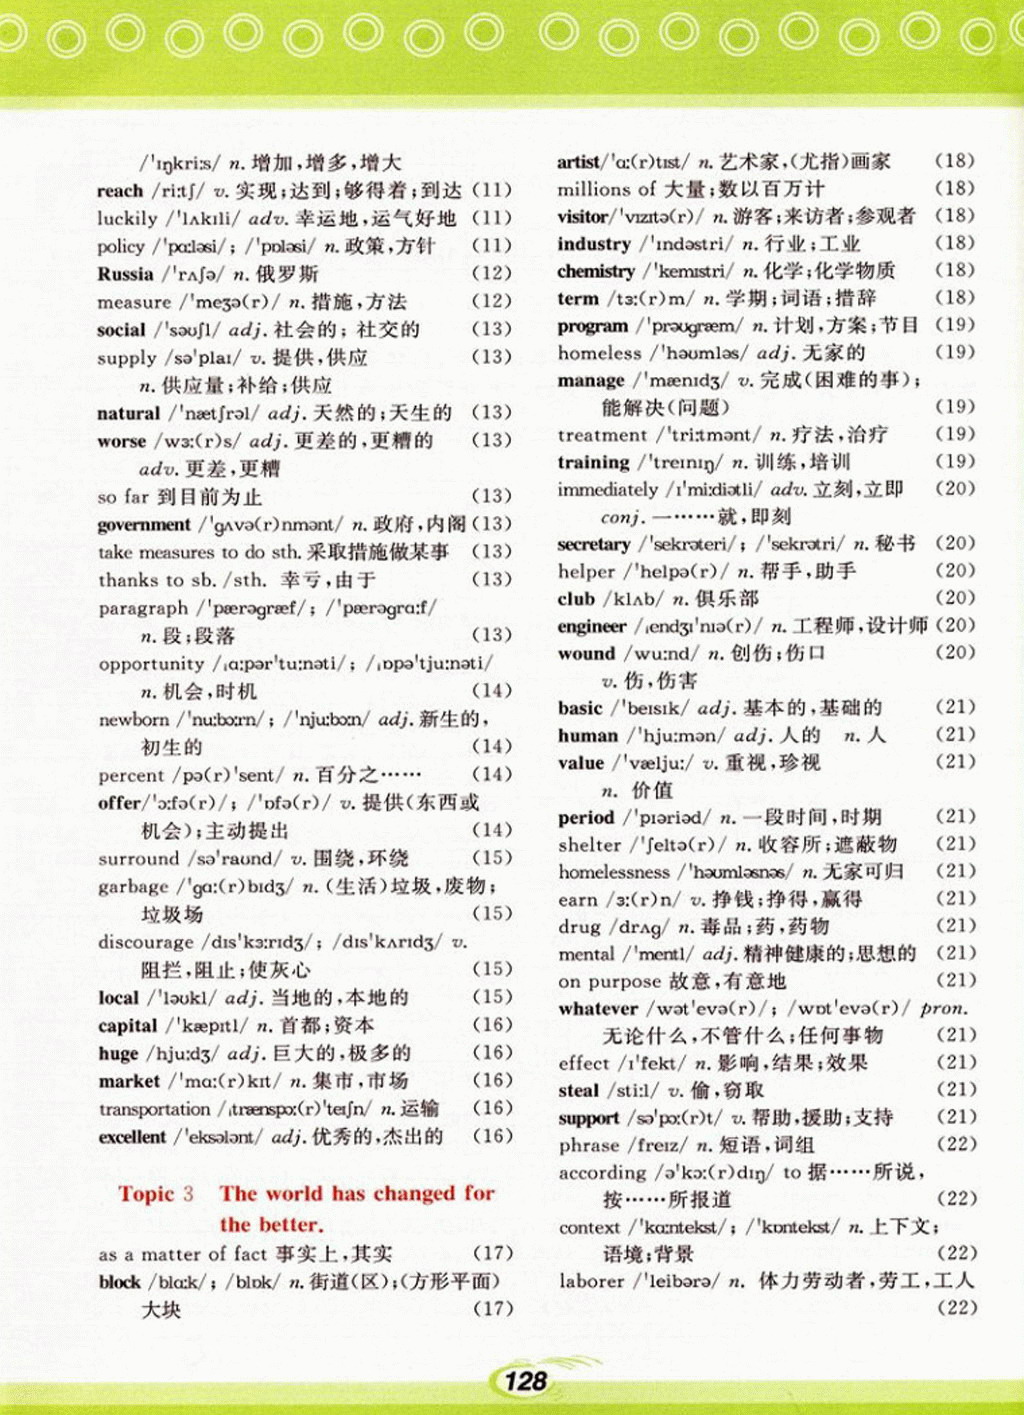 /ˈɪŋkriːs/ n. 增加,增多,增大
reach /riːtʃ/ v. 实现;达到;够得着;到达 (11)
luckily /ˈlʌkɪli/ adv. 幸运地,运气好地 (11)
policy /ˈpɑːləsi/; /ˈpɒləsi/ n. 政策,方针 (11)
Russia /ˈrʌʃə/ n. 俄罗斯 (12)
measure /ˈmeʒə(r)/ n. 措施,方法 (12)
social /ˈsəʊʃl/ adj. 社会的; 社交的 (13)
supply /səˈplaɪ/ v. 提供,供应 (13)
n. 供应量;补给;供应
natural /ˈnætʃrəl/ adj. 天然的;天生的 (13)
worse /wɜː(r)s/ adj. 更差的,更糟的 (13)
adv. 更差,更糟
so far 到目前为止 (13)
government /ˈgʌvə(r)nmənt/ n. 政府,内阁 (13)
take measures to do sth. 采取措施做某事 (13)
thanks to sb. /sth. 幸亏,由于 (13)
paragraph /ˈpærəgræf/; /ˈpærəgrɑːf/
n. 段;段落 (13)
opportunity /ˌɑːpərˈtuːnəti/; /ˌɒpəˈtjuːnəti/
n. 机会,时机 (14)
newborn /ˈnuːbɔːrn/; /ˈnjuːbɔːn/ adj. 新生的,
初生的 (14)
percent /pə(r)ˈsent/ n. 百分之…… (14)
offer/ˈɔːfə(r)/; /ˈɒfə(r)/ v. 提供(东西或
机会);主动提出 (14)
surround /səˈraʊnd/ v. 围绕,环绕 (15)
garbage /ˈgɑː(r)bɪdʒ/ n. (生活)垃圾,废物;
垃圾场 (15)
discourage /dɪsˈkɜːrɪdʒ/; /dɪsˈkʌrɪdʒ/ v.
阻拦,阻止;使灰心 (15)
local /ˈləʊkl/ adj. 当地的,本地的 (15)
capital /ˈkæpɪtl/ n. 首都;资本 (16)
huge /hjuːdʒ/ adj. 巨大的,极多的 (16)
market /ˈmɑː(r)kɪt/ n. 集市,市场 (16)
transportation /ˌtrænspɔː(r)ˈteɪʃn/ n. 运输 (16)
excellent /ˈeksələnt/ adj. 优秀的,杰出的 (16)
Topic 3 The world has changed for
the better.
as a matter of fact 事实上,其实 (17)
block /blɑːk/; /blɒk/ n. 街道(区);(方形平面)
大块 (17)
artist/ˈɑː(r)tɪst/ n. 艺术家,(尤指)画家 (18)
millions of 大量;数以百万计 (18)
visitor/ˈvɪzɪtə(r)/ n. 游客;来访者;参观者 (18)
industry /ˈɪndəstri/ n. 行业;工业 (18)
chemistry /ˈkemɪstri/ n. 化学;化学物质 (18)
term /tɜː(r)m/ n. 学期;词语;措辞 (18)
program /ˈprəʊgræm/ n. 计划,方案;节目 (19)
homeless /ˈhəʊmləs/ adj. 无家的 (19)
manage /ˈmænɪdʒ/ v. 完成(困难的事);
能解决(问题) (19)
treatment /ˈtriːtmənt/ n. 疗法,治疗 (19)
training /ˈtreɪnɪŋ/ n. 训练,培训 (19)
immediately /ɪˈmiːdiətli/ adv. 立刻,立即 (20)
conj. 一……就,即刻
secretary /ˈsekrəteri/; /ˈsekrətri/ n. 秘书 (20)
helper /ˈhelpə(r)/ n. 帮手,助手 (20)
club /klʌb/ n. 俱乐部 (20)
engineer /ˌendʒɪˈnɪə(r)/ n. 工程师,设计师 (20)
wound /wuːnd/ n. 创伤;伤口 (20)
v. 伤,伤害
basic /ˈbeɪsɪk/ adj. 基本的,基础的 (21)
human /ˈhjuːmən/ adj. 人的 n. 人 (21)
value /ˈvæljuː/ v. 重视,珍视 (21)
n. 价值
period /ˈpɪəriəd/ n. 一段时间,时期 (21)
shelter /ˈʃeltə(r)/ n. 收容所;遮蔽物 (21)
homelessness /ˈhəʊmləsnəs/ n. 无家可归 (21)
earn /ɜː(r)n/ v. 挣钱;挣得,赢得 (21)
drug /drʌg/ n. 毒品;药,药物 (21)
mental /ˈmentl/ adj. 精神健康的;思想的 (21)
on purpose 故意,有意地 (21)
whatever /wətˈevə(r)/; /wɒtˈevə(r)/ pron.
无论什么,不管什么;任何事物 (21)
effect /ɪˈfekt/ n. 影响,结果;效果 (21)
steal /stiːl/ v. 偷,窃取 (21)
support /səˈpɔː(r)t/ v. 帮助,援助;支持 (21)
phrase /freɪz/ n. 短语,词组 (22)
according /əˈkɔː(r)dɪŋ/ to 据……所说,
按……所报道 (22)
context /ˈkɑːntekst/; /ˈkɒntekst/ n. 上下文;
语境;背景 (22)
laborer /ˈleibərə/ n. 体力劳动者,劳工,工人
(22)
128